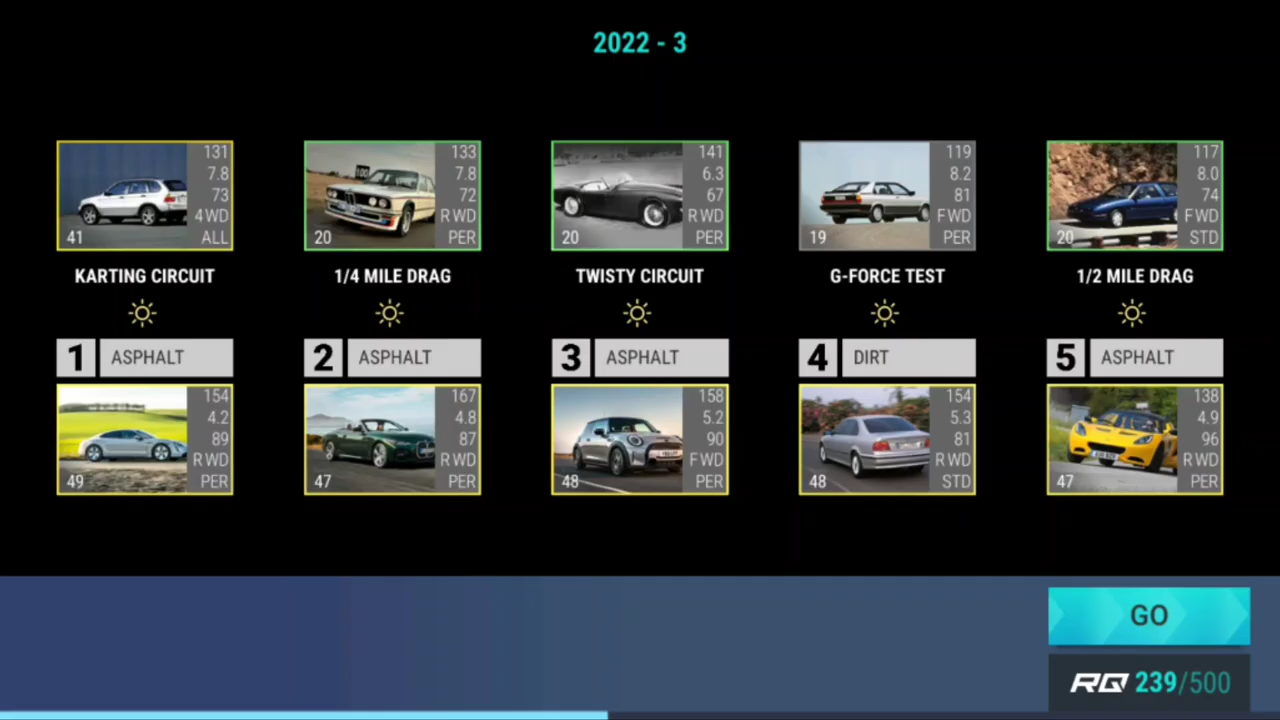 2022 - 3
131
7.8
73
4WD
ALL
41
133
7.8
72
RWD
PER
20
141
6.3
67
RWD
PER
20
119
8.2
81
FWD
PER
19
117
8.0
74
FWD
STD
20
KARTING CIRCUIT
1/4 MILE DRAG
TWISTY CIRCUIT
G-FORCE TEST
1/2 MILE DRAG
1 ASPHALT
2 ASPHALT
3 ASPHALT
4 DIRT
5 ASPHALT
154
4.2
89
RWD
PER
49
167
4.8
87
RWD
PER
47
158
5.2
90
FWD
PER
48
154
5.3
81
RWD
STD
48
138
4.9
96
RWD
PER
47
GO
RQ 239/500